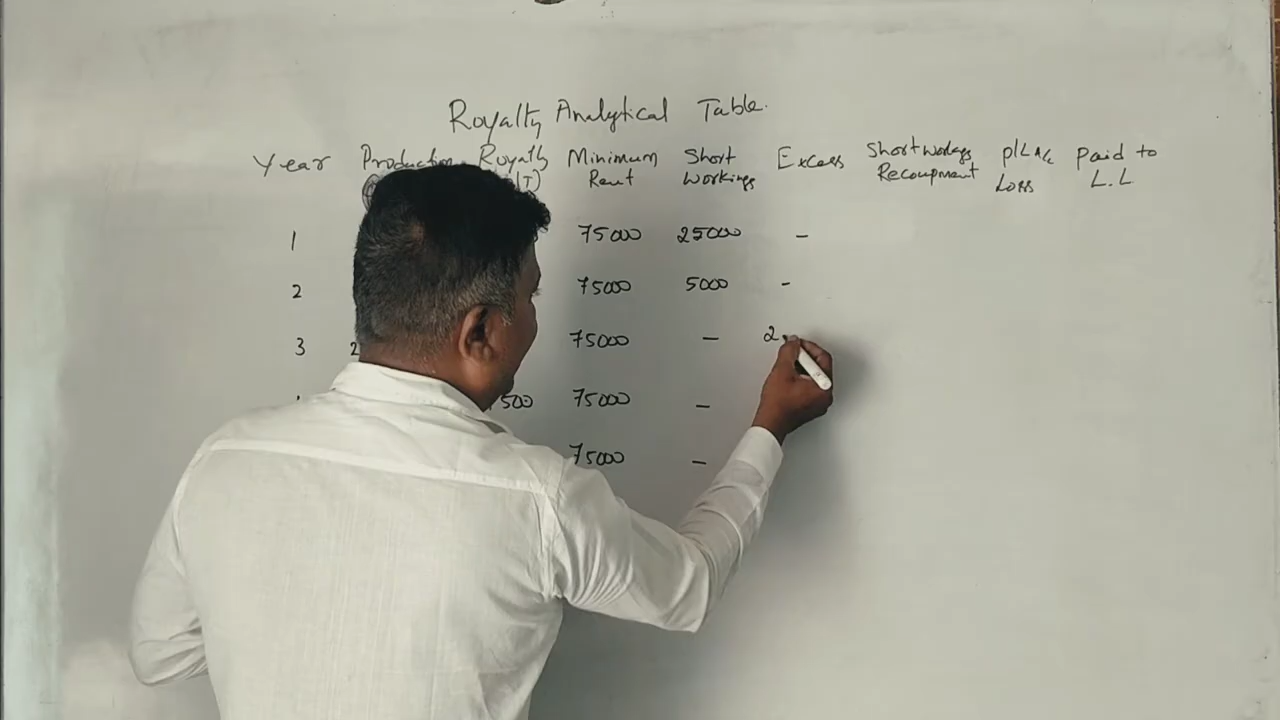 Royalty Analytical Table.
Year Production Royalty Minimum Short Excess Shortworkings P/L A/c Paid to
Rent Workings Recoupment Loss L.L
1 75000 25000 -
2 75000 5000 -
3 2 75000 - 2
500 75000 -
75000 -